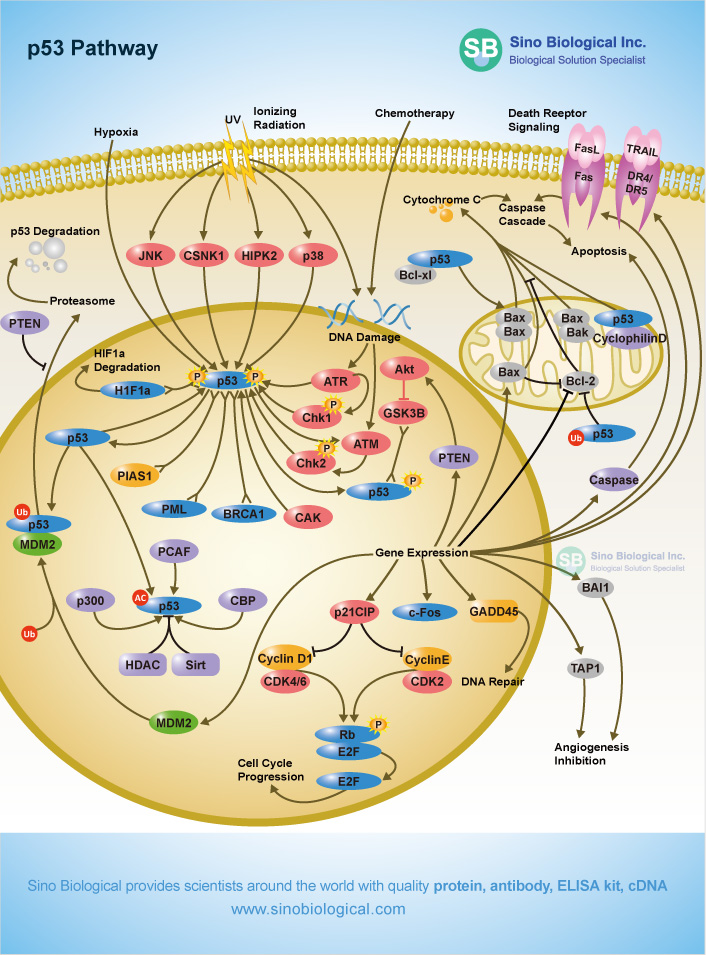 p53 Pathway
SB
Sino Biological Inc.
Biological Solution Specialist
Hypoxia
UV
Ionizing
Radiation
Chemotherapy
Death Reptor
Signaling
FasL
Fas
TRAIL
DR4/
DR5
Cytochrome C
Caspase
Cascade
Apoptosis
p53 Degradation
JNK
CSNK1
HIPK2
p38
p53
Bcl-xl
Proteasome
PTEN
DNA Damage
Bax
Bax
Bax
Bak
p53
CyclophilinD
HIF1a
Degradation
H1F1a
P
p53
P
ATR
Akt
Bax
Bcl-2
Chk1
P
GSK3B
p53
ATM
Ub
p53
PIAS1
Chk2
P
PTEN
Caspase
p53
P
PML
BRCA1
CAK
Ub
p53
MDM2
PCAF
Gene Expression
SB
Sino Biological Inc.
Biological Solution Specialist
BAI1
p300
AC
p53
CBP
p21CIP
c-Fos
GADD45
Ub
HDAC
Sirt
Cyclin D1
CDK4/6
CyclinE
CDK2
DNA Repair
TAP1
MDM2
Rb
P
E2F
Angiogenesis
Inhibition
Cell Cycle
Progression
E2F
Sino Biological provides scientists around the world with quality protein, antibody, ELISA kit, cDNA
www.sinobiological.com